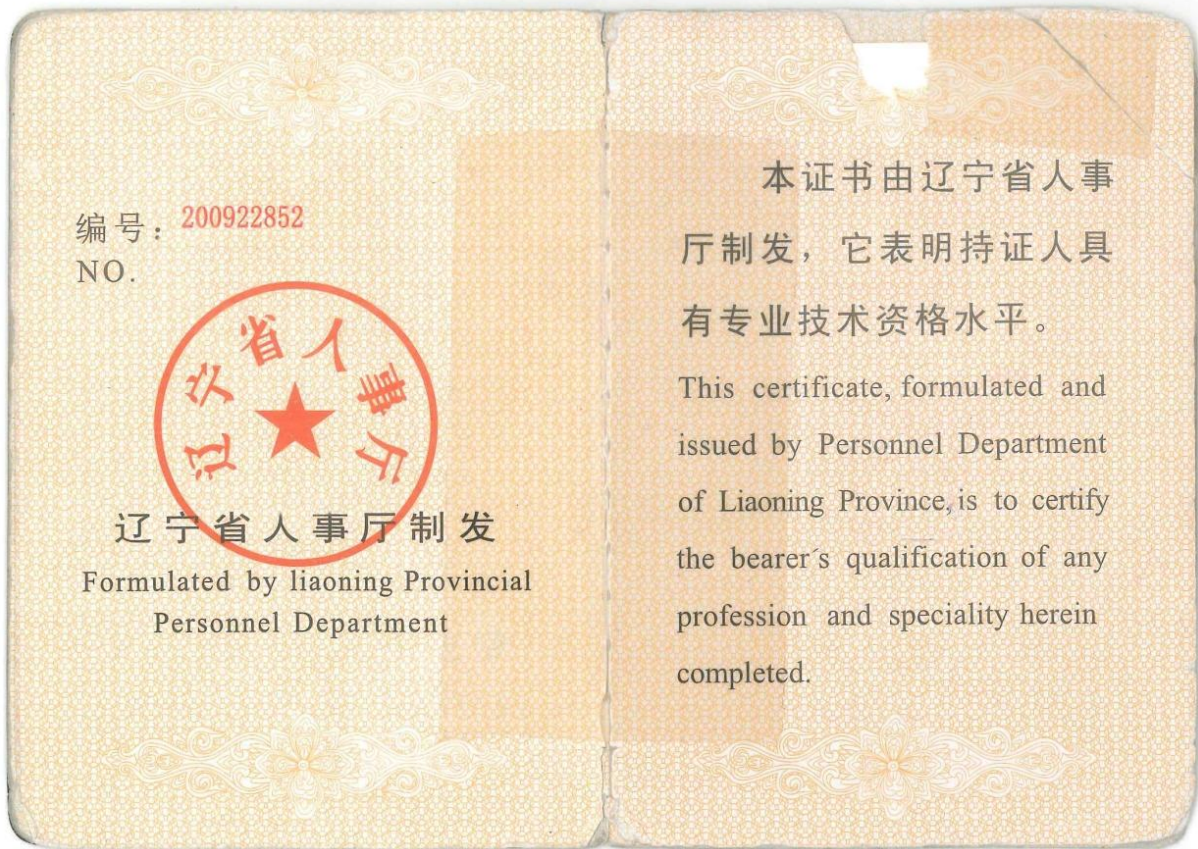 编号：200922852
NO.
辽宁省人事厅
辽宁省人事厅制发
Formulated by liaoning Provincial
Personnel Department
本证书由辽宁省人事
厅制发，它表明持证人具
有专业技术资格水平。
This certificate, formulated and
issued by Personnel Department
of Liaoning Province, is to certify
the bearer's qualification of any
profession and speciality herein
completed.